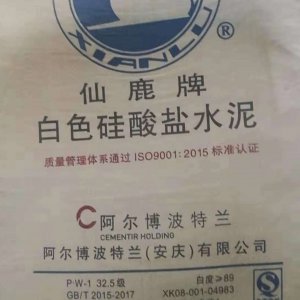 XIANLU
®
仙鹿牌
白色硅酸盐水泥
质量管理体系通过 ISO9001: 2015 标准认证
阿尔博波特兰
CEMENTIR HOLDING
阿尔博波特兰(安庆)有限公司
P·W-1 32.5级 白度≥89
GB/T 2015-2017 XK08-001-04983